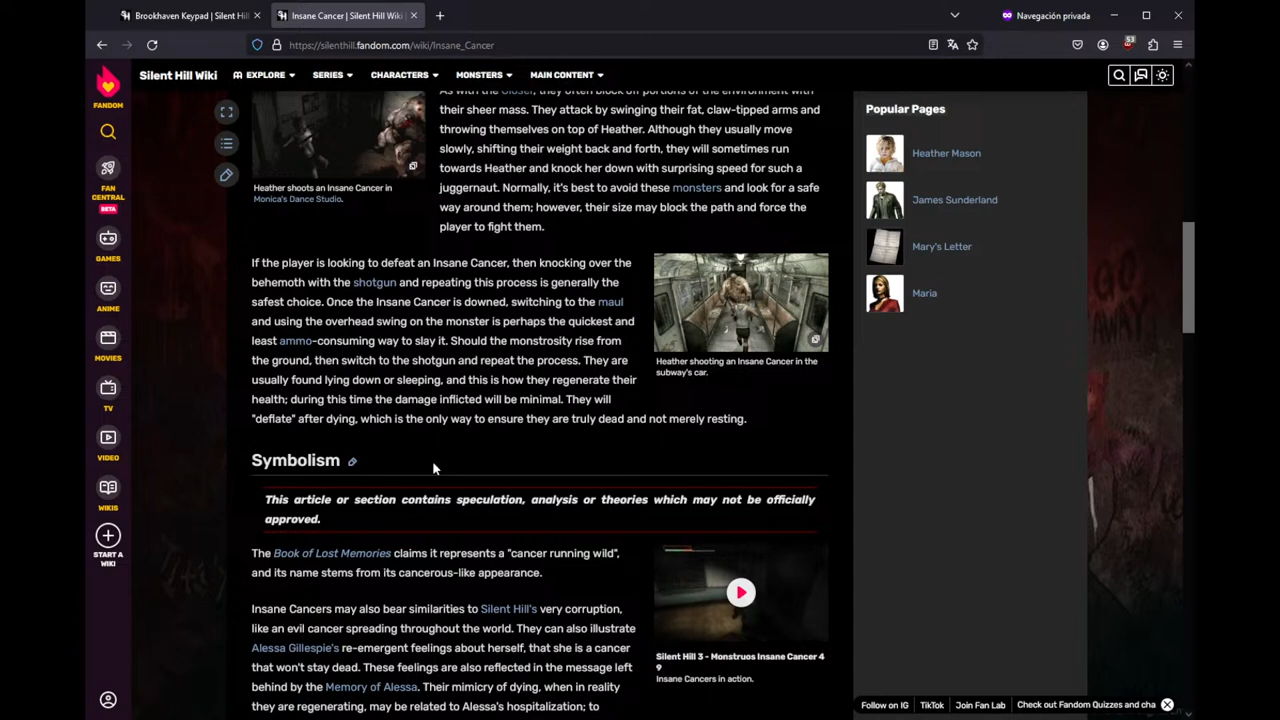 Brookhaven Keypad | Silent Hill
Insane Cancer | Silent Hill Wiki |
Navegación privada
https://silenthill.fandom.com/wiki/Insane_Cancer
53
FANDOM
FAN CENTRAL
BETA
GAMES
ANIME
MOVIES
TV
VIDEO
WIKIS
START A WIKI
Silent Hill Wiki
EXPLORE
SERIES
CHARACTERS
MONSTERS
MAIN CONTENT
As with the Closer, they often block off portions of the environment with
their sheer mass. They attack by swinging their fat, claw-tipped arms and
throwing themselves on top of Heather. Although they usually move
slowly, shifting their weight back and forth, they will sometimes run
towards Heather and knock her down with surprising speed for such a
juggernaut. Normally, it's best to avoid these monsters and look for a safe
way around them; however, their size may block the path and force the
player to fight them.
Heather shoots an Insane Cancer in
Monica's Dance Studio.
If the player is looking to defeat an Insane Cancer, then knocking over the
behemoth with the shotgun and repeating this process is generally the
safest choice. Once the Insane Cancer is downed, switching to the maul
and using the overhead swing on the monster is perhaps the quickest and
least ammo-consuming way to slay it. Should the monstrosity rise from
the ground, then switch to the shotgun and repeat the process. They are
usually found lying down or sleeping, and this is how they regenerate their
health; during this time the damage inflicted will be minimal. They will
"deflate" after dying, which is the only way to ensure they are truly dead and not merely resting.
Heather shooting an Insane Cancer in the
subway's car.
Symbolism
This article or section contains speculation, analysis or theories which may not be officially
approved.
The Book of Lost Memories claims it represents a "cancer running wild",
and its name stems from its cancerous-like appearance.
Insane Cancers may also bear similarities to Silent Hill's very corruption,
like an evil cancer spreading throughout the world. They can also illustrate
Alessa Gillespie's re-emergent feelings about herself, that she is a cancer
that won't stay dead. These feelings are also reflected in the message left
behind by the Memory of Alessa. Their mimicry of dying, when in reality
they are regenerating, may be related to Alessa's hospitalization; to
Silent Hill 3 - Monstruos Insane Cancer 4
9
Insane Cancers in action.
Popular Pages
Heather Mason
James Sunderland
Mary's Letter
Maria
Follow on IG
TikTok
Join Fan Lab
Check out Fandom Quizzes and cha